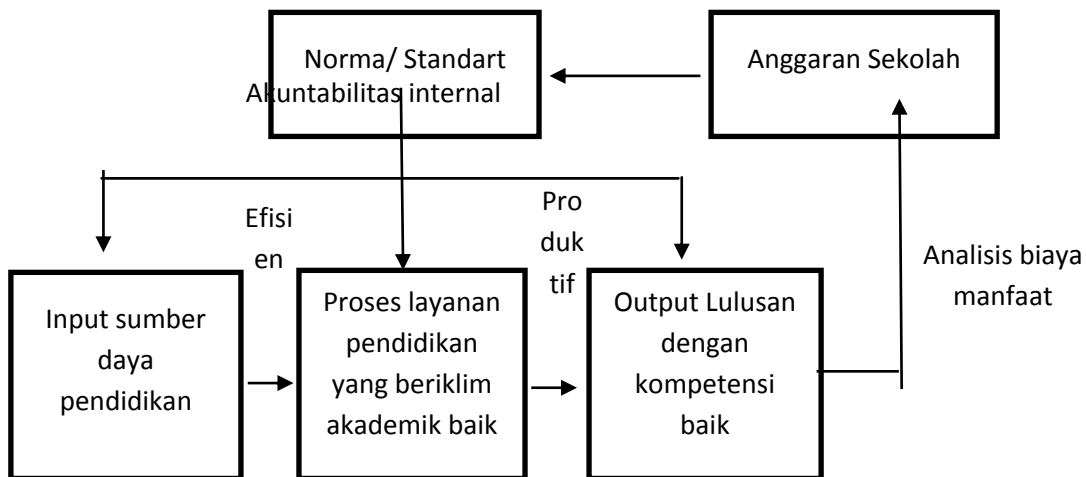 Norma/ Standart
Akuntabilitas internal
Anggaran Sekolah
Efisi
en
Pro
duk
tif
Analisis biaya
manfaat
Input sumber
daya
pendidikan
Proses layanan
pendidikan
yang beriklim
akademik baik
Output Lulusan
dengan
kompetensi
baik